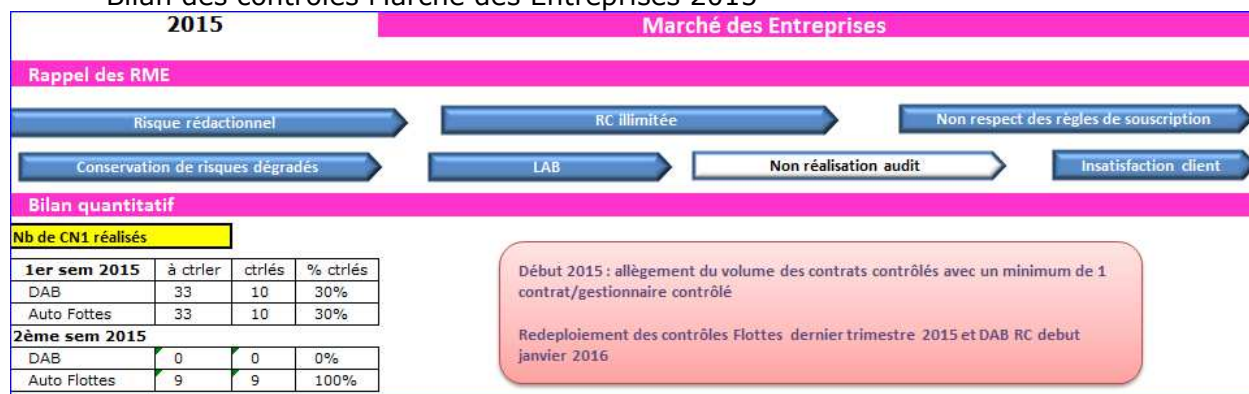 Bilan des contrôles Marché des Entreprises 2015
2015 Marché des Entreprises
Rappel des RME
Risque rédactionnel RC illimitée Non respect des règles de souscription
Conservation de risques dégradés LAB Non réalisation audit Insatisfaction client
Bilan quantitatif
Nb de CN1 réalisés
1er sem 2015 à ctrler ctrlés % ctrlés
DAB 33 10 30%
Auto Fottes 33 10 30%
2ème sem 2015
DAB 0 0 0%
Auto Flottes 9 9 100%
Début 2015 : allègement du volume des contrats contrôlés avec un minimum de 1
contrat/gestionnaire contrôlé
Redeploiement des contrôles Flottes dernier trimestre 2015 et DAB RC debut
janvier 2016